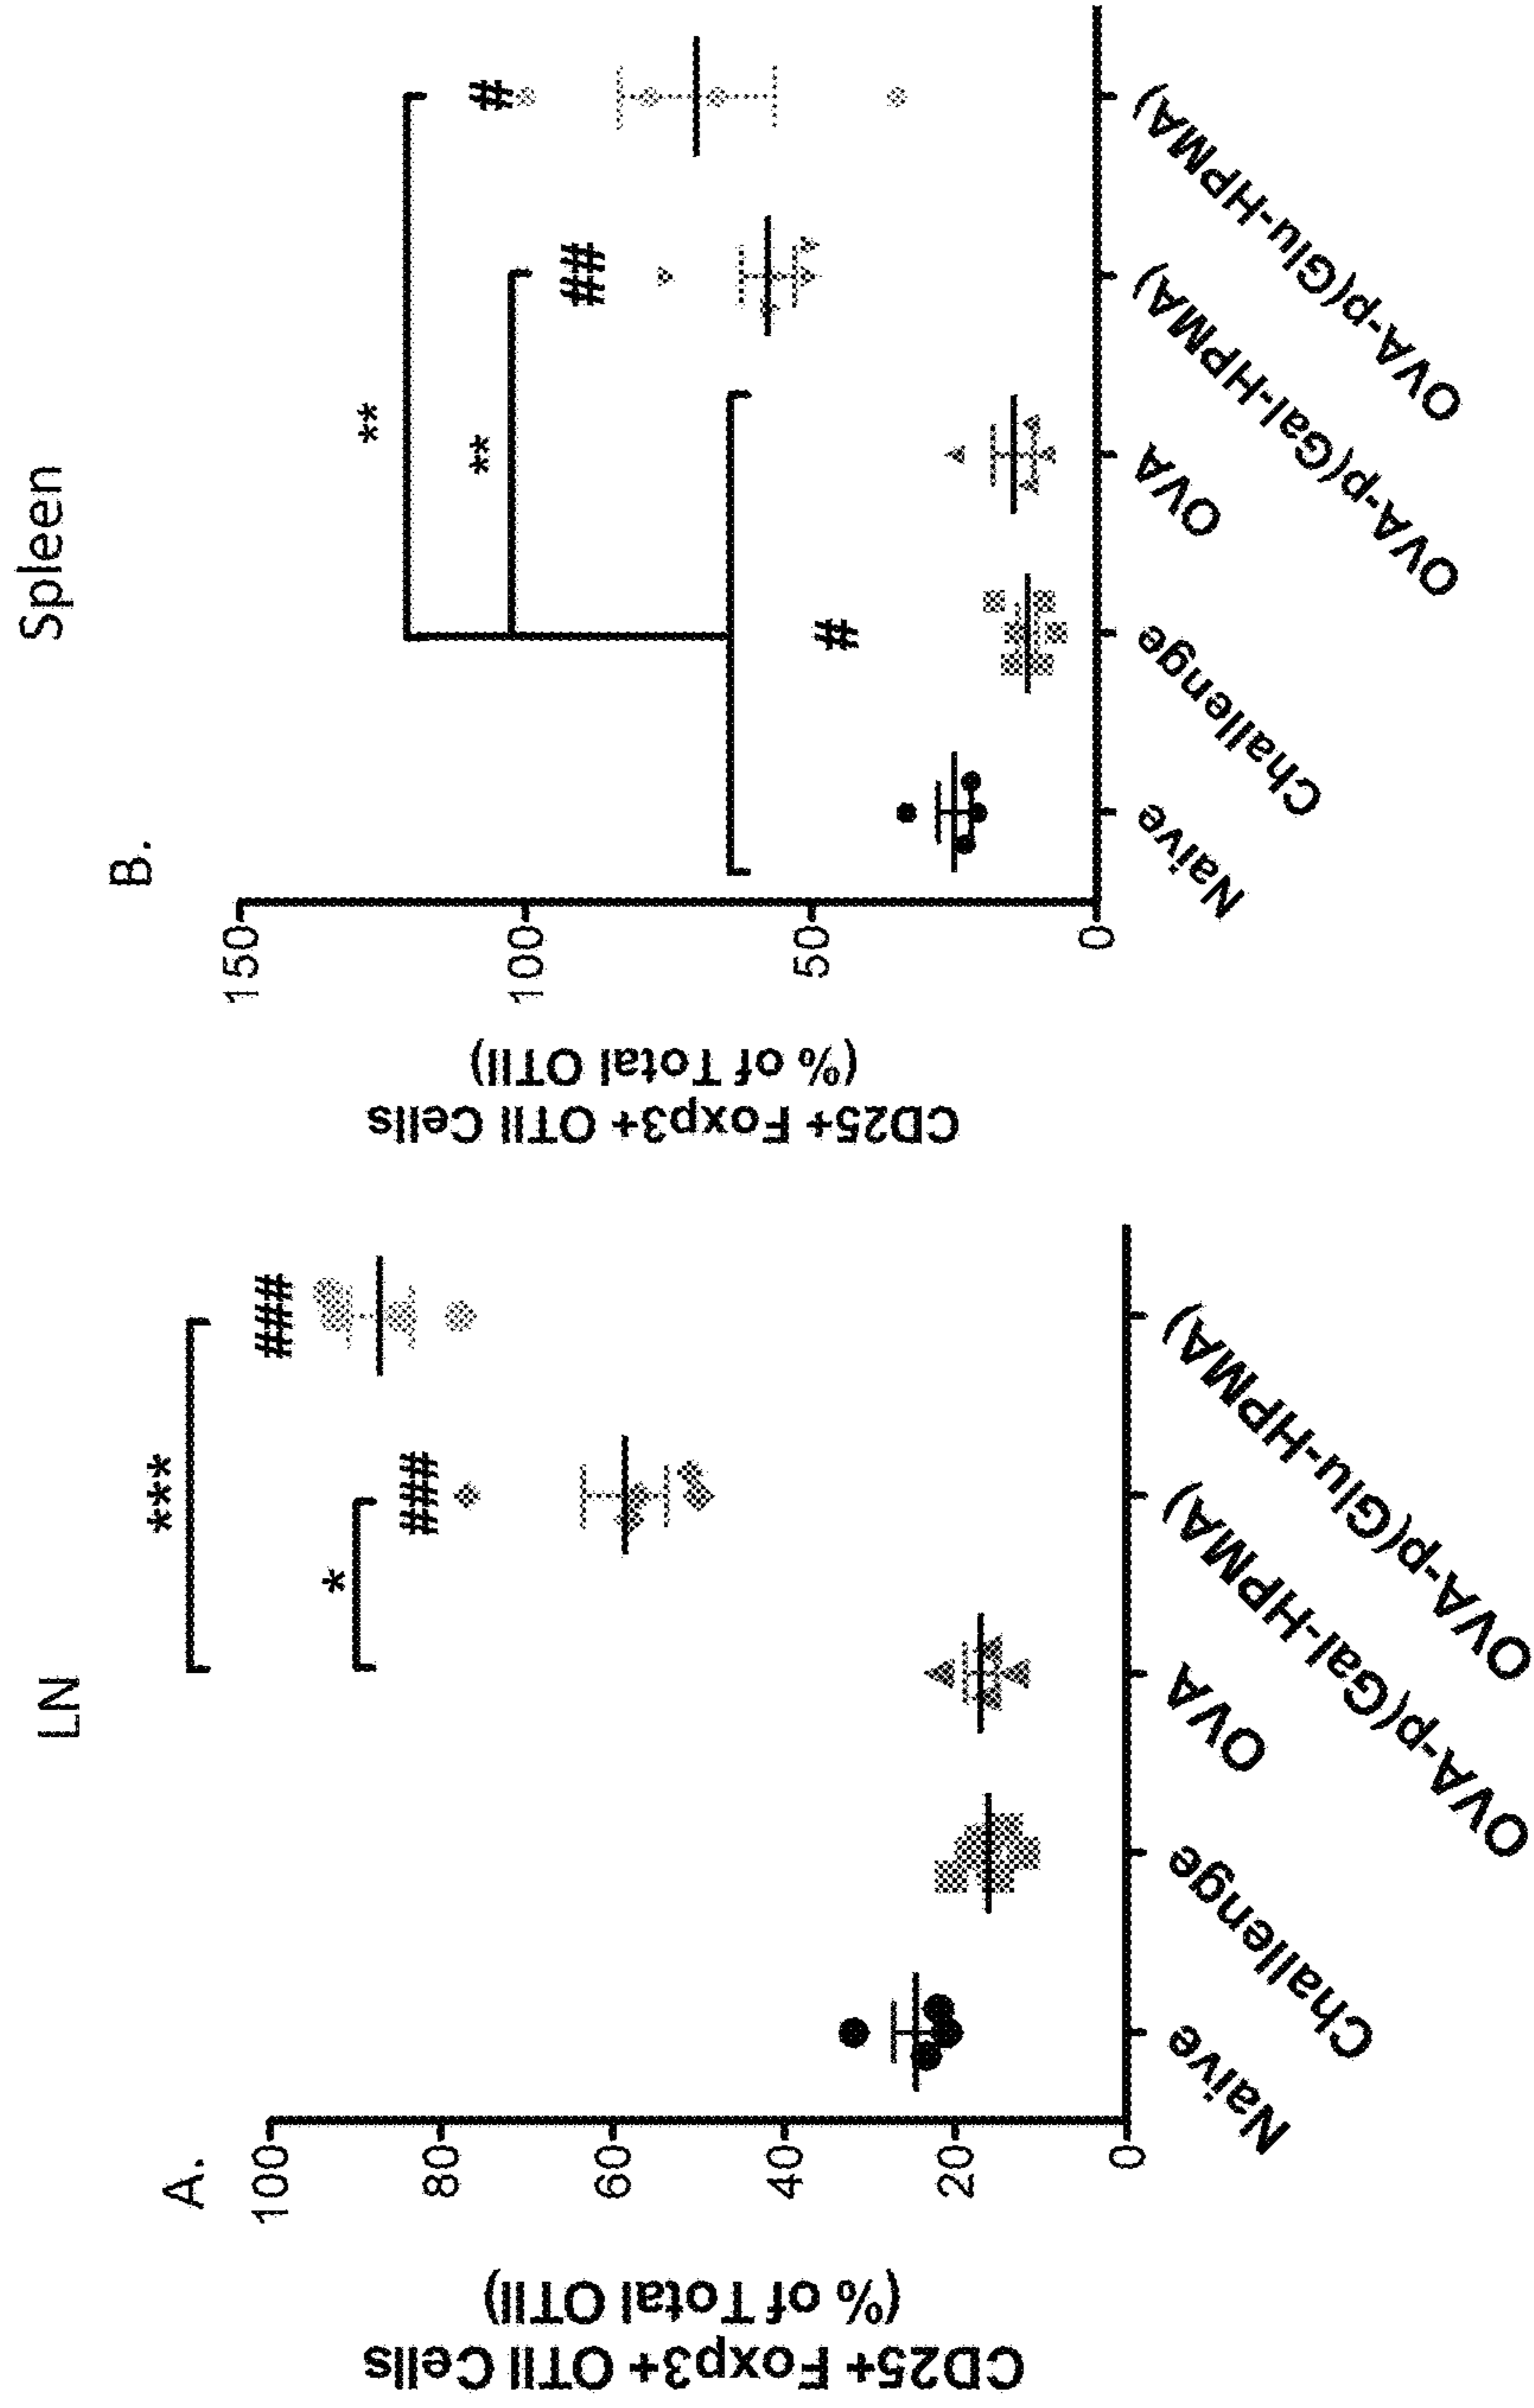 LN
A.
CD25+ Foxp3+ OTII Cells
(% of Total OTII)
100
80
60
40
20
0
***
*
###
###
Naive
Challenge
OVA
OVA-p(Gal-HPMA)
OVA-p(Glu-HPMA)
Spleen
B.
CD25+ Foxp3+ OTII Cells
(% of Total OTII)
150
100
50
0
**
**
#
##
#
Naive
Challenge
OVA
OVA-p(Gal-HPMA)
OVA-p(Glu-HPMA)